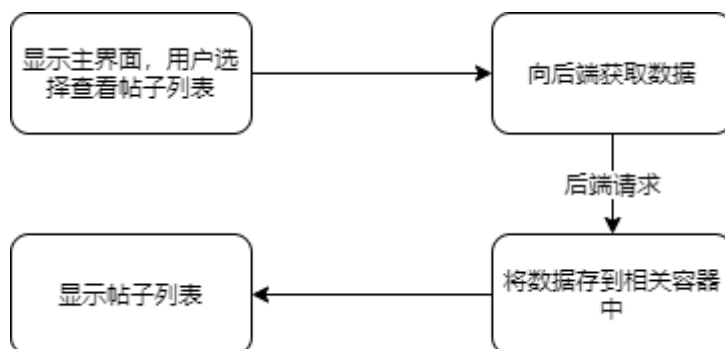 显示主界面，用户选
择查看帖子列表
向后端获取数据
后端请求
将数据存到相关容器
中
显示帖子列表